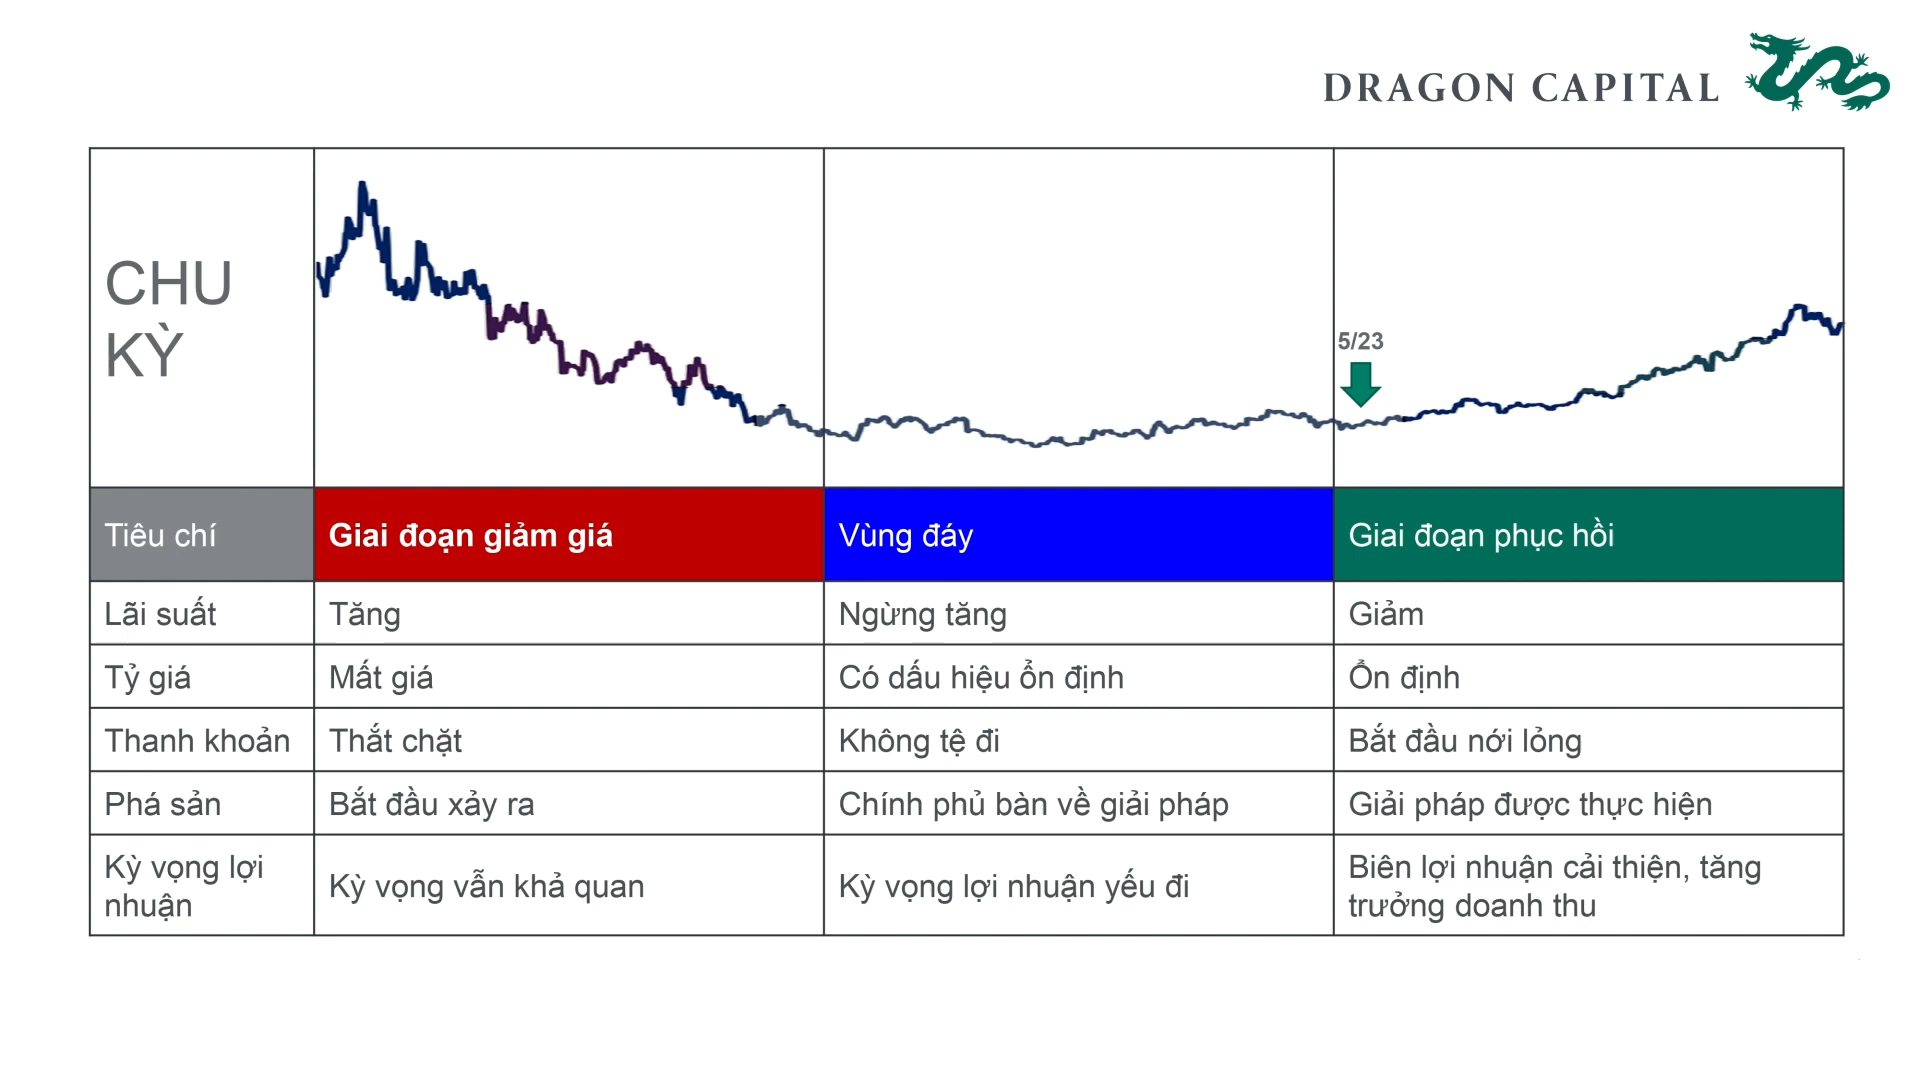 DRAGON CAPITAL
CHU
KỲ
5/23
Tiêu chí
Giai đoạn giảm giá
Vùng đáy
Giai đoạn phục hồi
Lãi suất
Tăng
Ngừng tăng
Giảm
Tỷ giá
Mất giá
Có dấu hiệu ổn định
Ổn định
Thanh khoản
Thắt chặt
Không tệ đi
Bắt đầu nới lỏng
Phá sản
Bắt đầu xảy ra
Chính phủ bàn về giải pháp
Giải pháp được thực hiện
Kỳ vọng lợi
nhuận
Kỳ vọng vẫn khả quan
Kỳ vọng lợi nhuận yếu đi
Biên lợi nhuận cải thiện, tăng
trưởng doanh thu